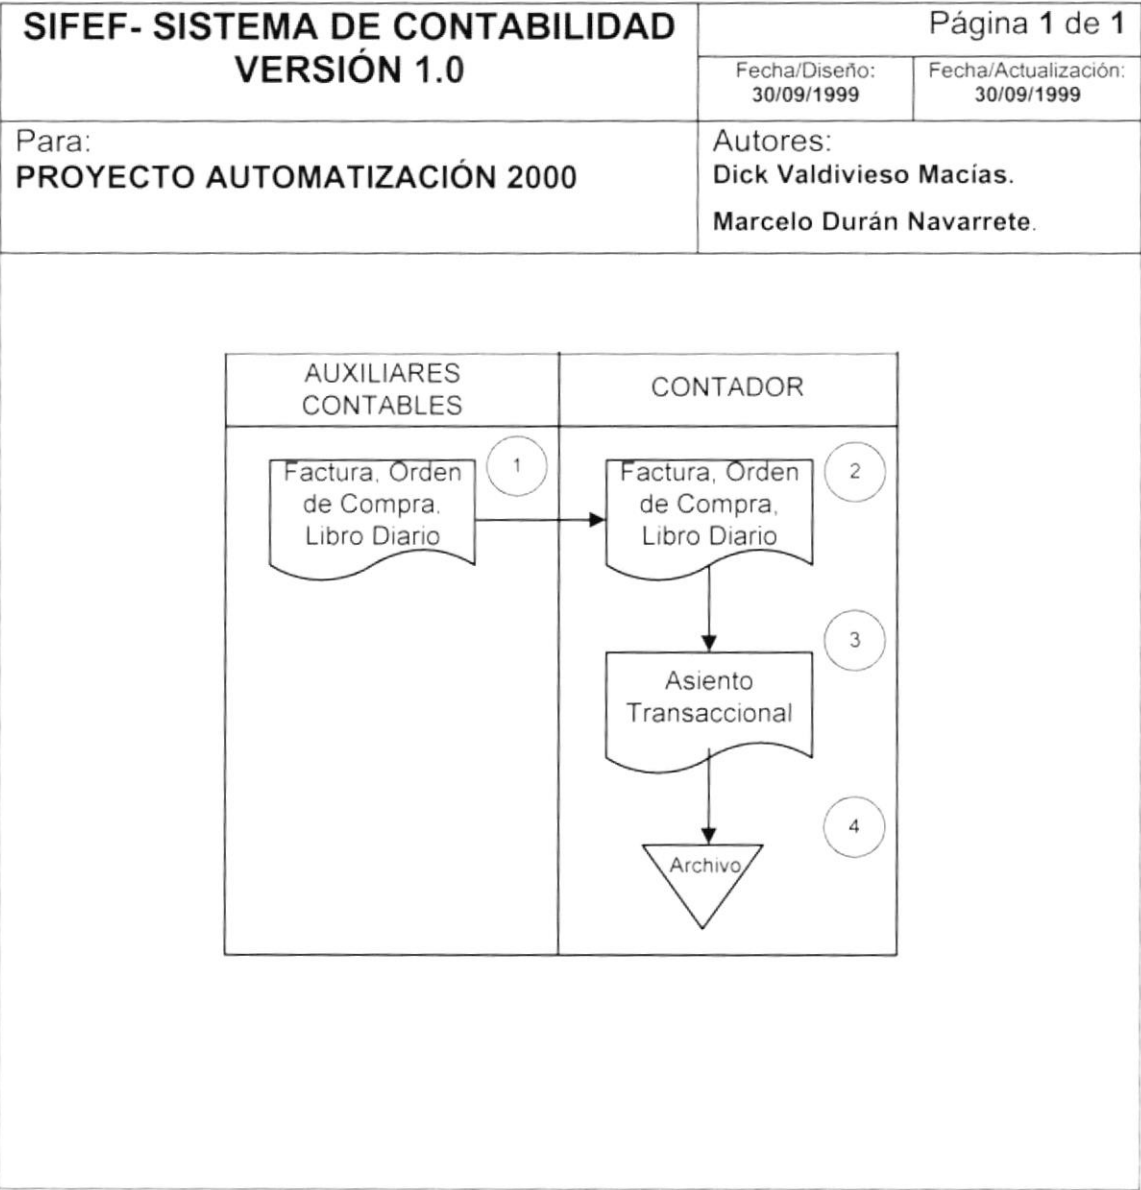 SIFEF- SISTEMA DE CONTABILIDAD
VERSIÓN 1.0
Página 1 de 1
Fecha/Diseño:
30/09/1999
Fecha/Actualización:
30/09/1999
Para:
PROYECTO AUTOMATIZACIÓN 2000
Autores:
Dick Valdivieso Macías.
Marcelo Durán Navarrete.
AUXILIARES
CONTABLES
CONTADOR
Factura, Orden
de Compra,
Libro Diario
1
Factura, Orden
de Compra,
Libro Diario
2
3
Asiento
Transaccional
4
Archivo